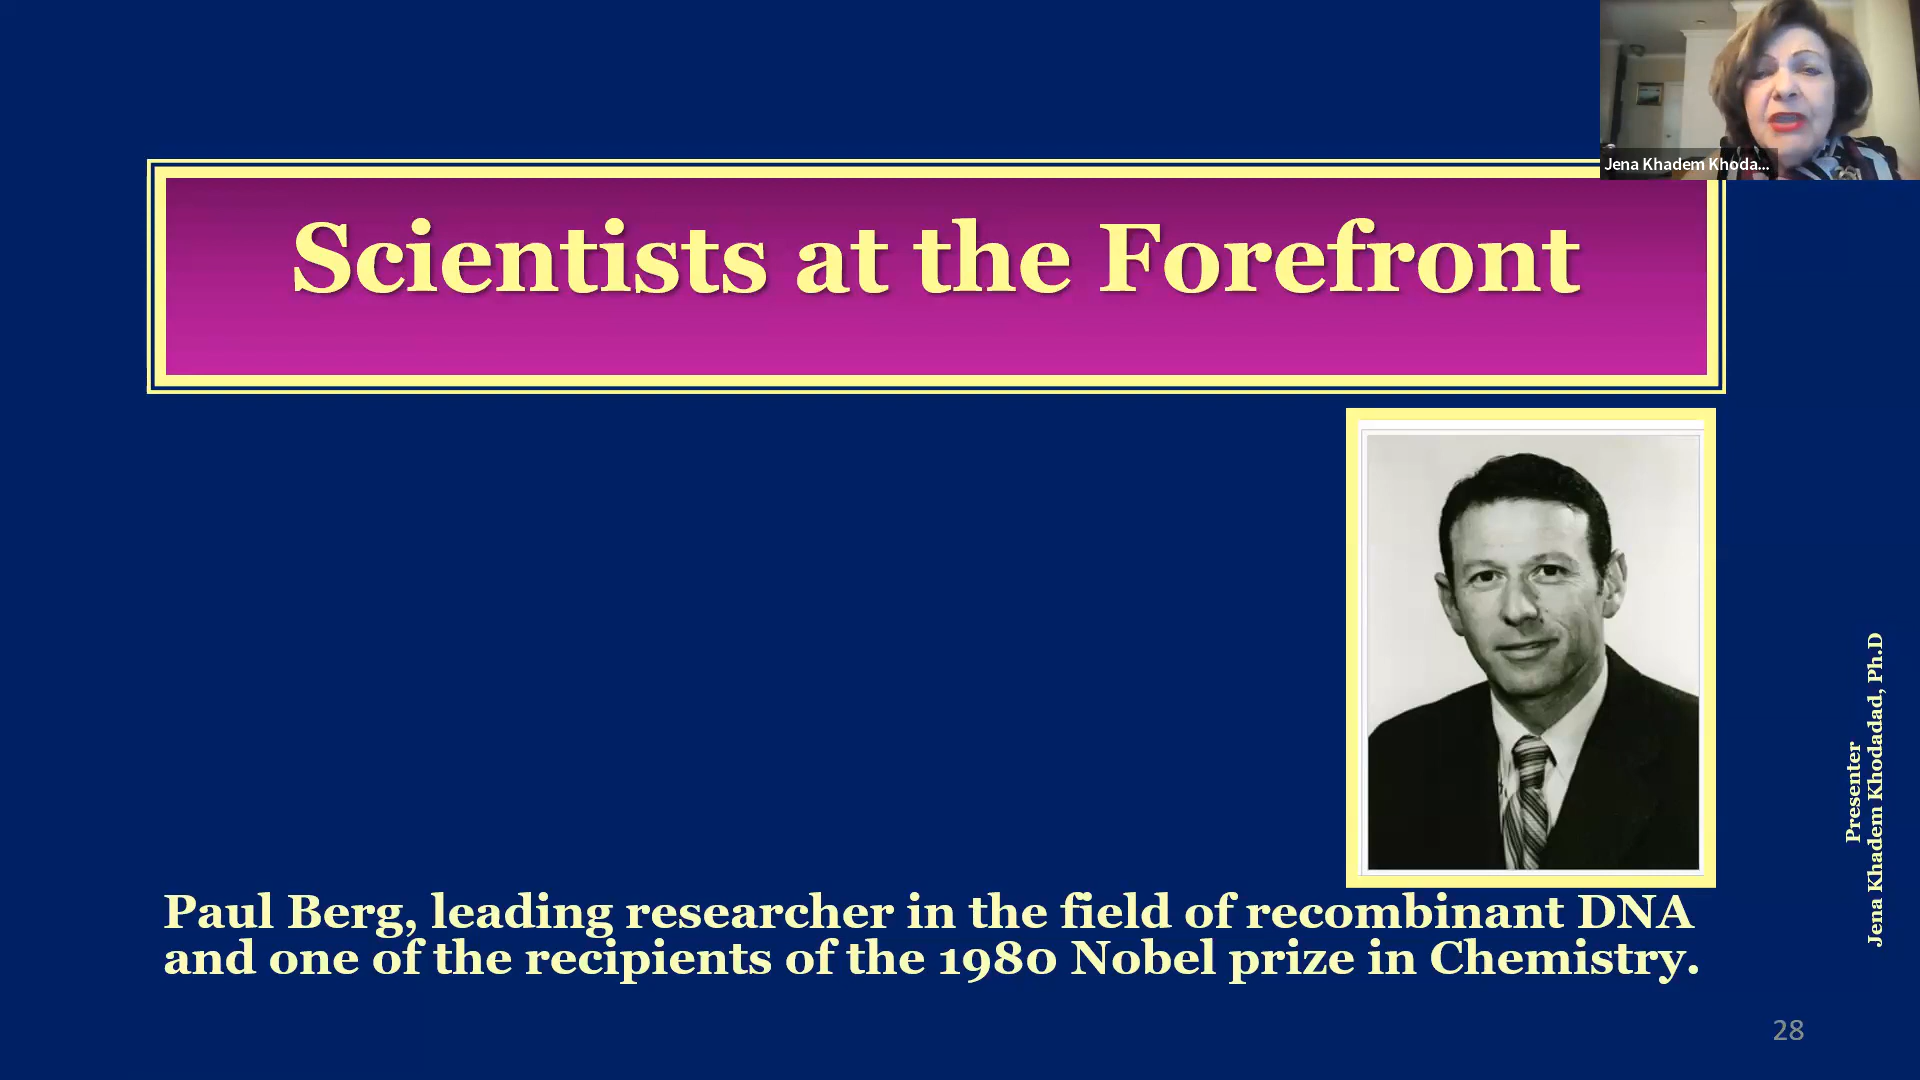 Jena Khadem Khoda...
Scientists at the Forefront
Paul Berg, leading researcher in the field of recombinant DNA
and one of the recipients of the 1980 Nobel prize in Chemistry.
Presenter
Jena Khadem Khodadad, Ph.D
28